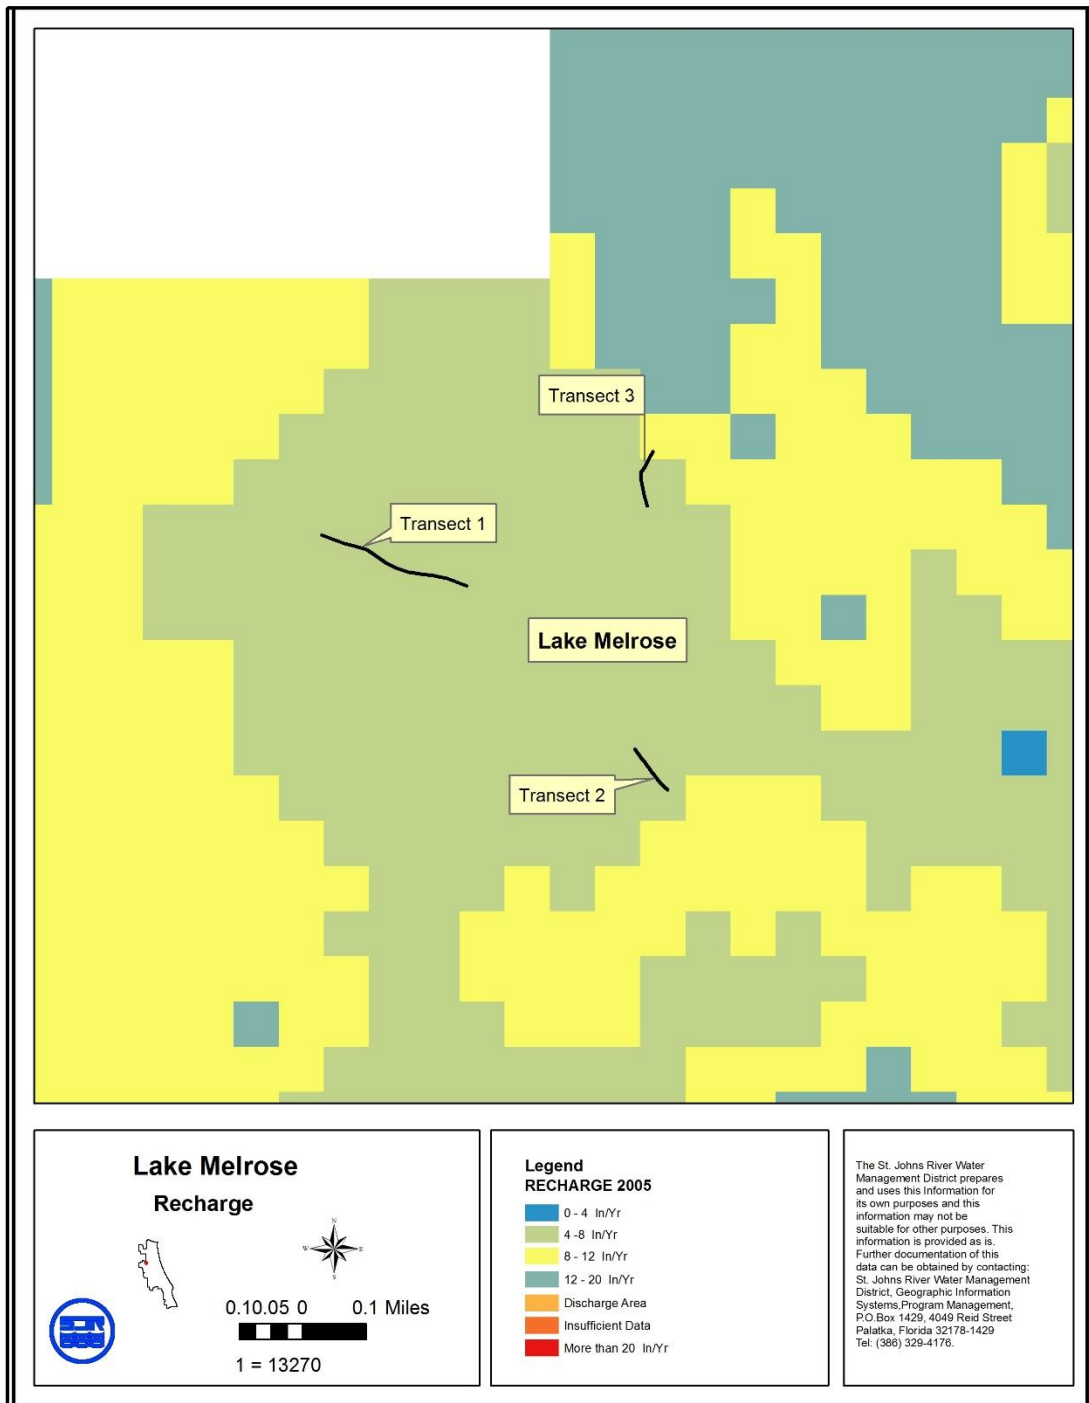 Transect 3
Transect 1
Lake Melrose
Transect 2
Lake Melrose
Recharge
N
W
E
S
0.10.05 0 0.1 Miles
1 = 13270
Legend
RECHARGE 2005
0 - 4 In/Yr
4 -8 In/Yr
8 - 12 In/Yr
12 - 20 In/Yr
Discharge Area
Insufficient Data
More than 20 In/Yr
The St. Johns River Water
Management District prepares
and uses this Information for
its own purposes and this
information may not be
suitable for other purposes. This
information is provided as is.
Further documentation of this
data can be obtained by contacting:
St. Johns River Water Management
District, Geographic Information
Systems,Program Management,
P.O.Box 1429, 4049 Reid Street
Palatka, Florida 32178-1429
Tel: (386) 329-4176.